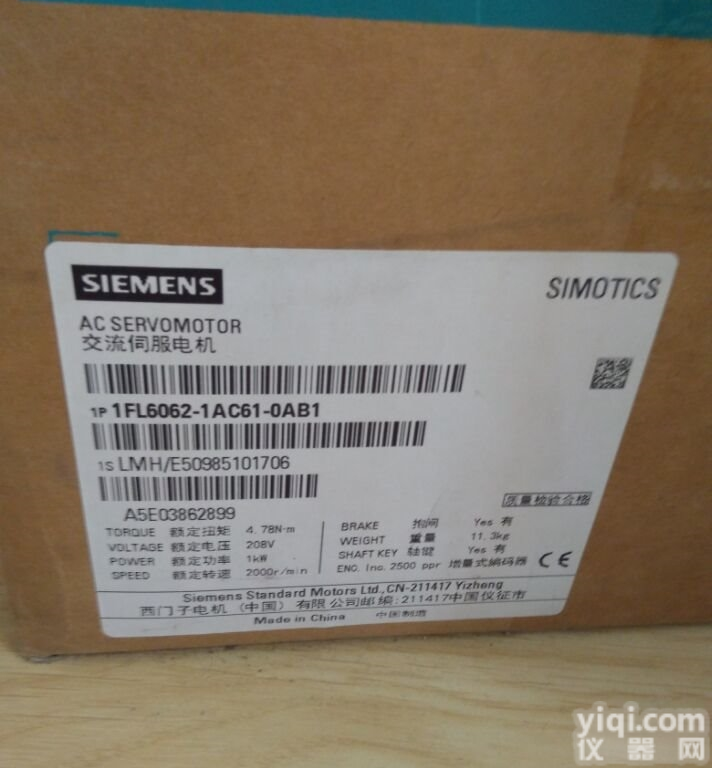 SIEMENS
SIMOTICS
AC SERVOMOTOR
交流伺服电机
1P 1FL6062-1AC61-0AB1
1S LMH/E50985101706
A5E03862899
质量检验合格
TORQUE 额定扭矩 4.78N·m
VOLTAGE 额定电压 208V
POWER 额定功率 1kW
SPEED 额定转速 2000r/min
BRAKE 抱闸 Yes 有
WEIGHT 重量 11.3kg
SHAFT KEY 轴键 Yes 有
ENC. Inc. 2500 ppr 增量式编码器
CE
Siemens Standard Motors Ltd.,CN-211417 Yizheng
西门子电机（中国）有限公司邮编:211417中国仪征市
Made in China 中国制造
yiqi.com
仪器网